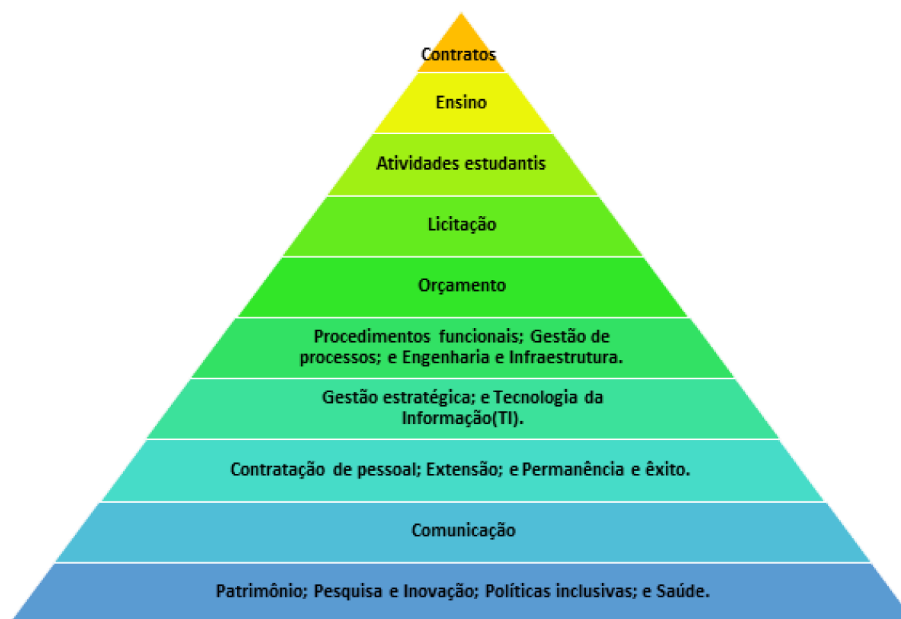 Contratos
Ensino
Atividades estudantis
Licitação
Orçamento
Procedimentos funcionais; Gestão de
processos; e Engenharia e Infraestrutura.
Gestão estratégica; e Tecnologia da
Informação(TI).
Contratação de pessoal; Extensão; e Permanência e êxito.
Comunicação
Patrimônio; Pesquisa e Inovação; Políticas inclusivas; e Saúde.